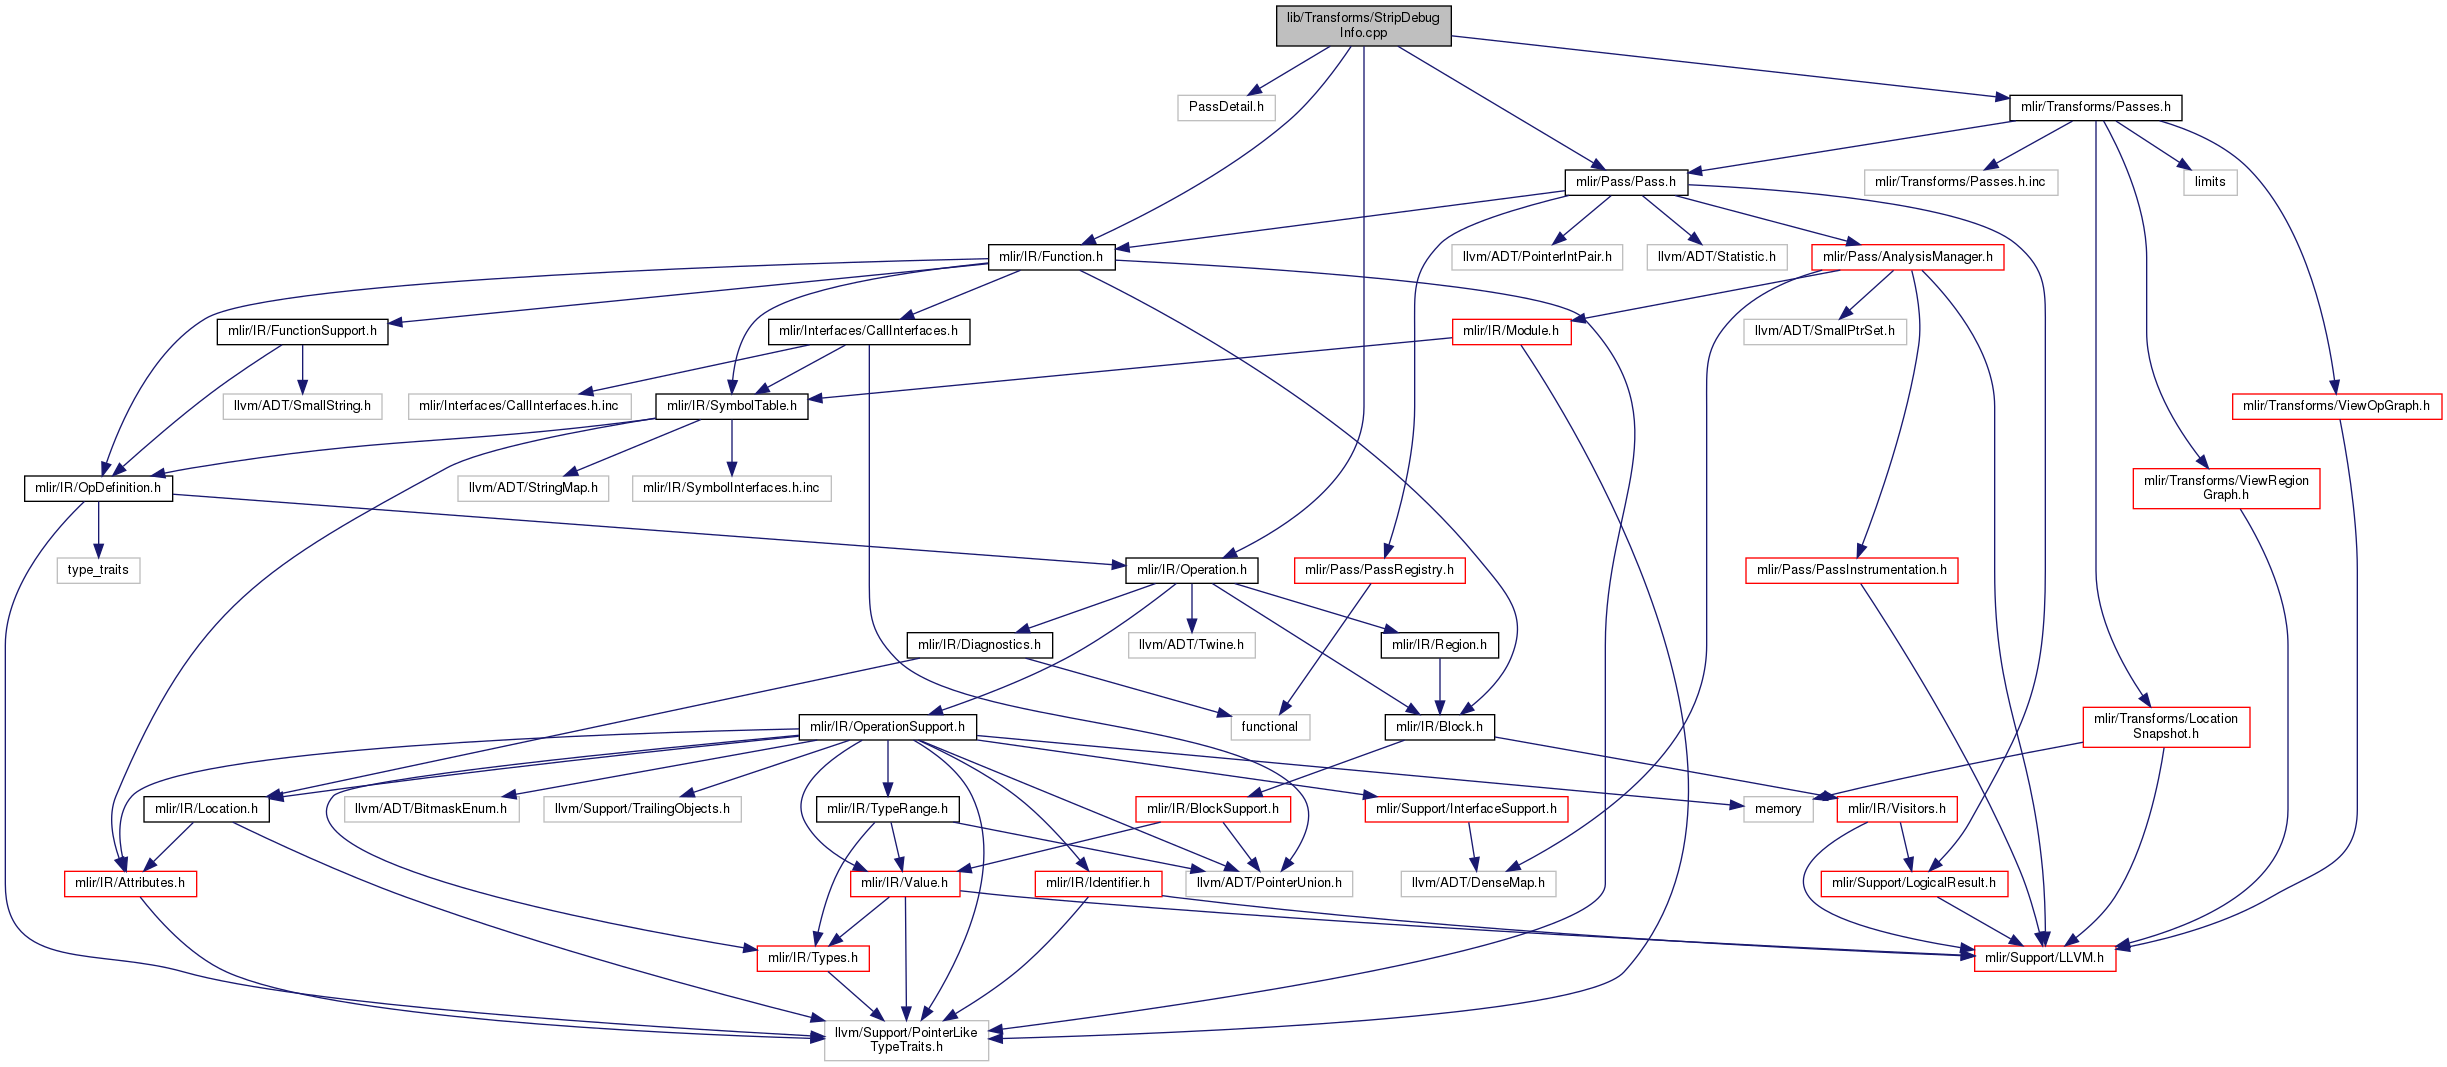 lib/Transforms/StripDebug
Info.cpp
PassDetail.h
mlir/Transforms/Passes.h
mlir/Pass/Pass.h
mlir/Transforms/Passes.h.inc
limits
mlir/IR/Function.h
llvm/ADT/PointerIntPair.h
llvm/ADT/Statistic.h
mlir/Pass/AnalysisManager.h
mlir/IR/FunctionSupport.h
mlir/Interfaces/CallInterfaces.h
mlir/IR/Module.h
llvm/ADT/SmallPtrSet.h
llvm/ADT/SmallString.h
mlir/Interfaces/CallInterfaces.h.inc
mlir/IR/SymbolTable.h
mlir/Transforms/ViewOpGraph.h
mlir/IR/OpDefinition.h
llvm/ADT/StringMap.h
mlir/IR/SymbolInterfaces.h.inc
mlir/Transforms/ViewRegion
Graph.h
type_traits
mlir/IR/Operation.h
mlir/Pass/PassRegistry.h
mlir/Pass/PassInstrumentation.h
mlir/IR/Diagnostics.h
llvm/ADT/Twine.h
mlir/IR/Region.h
mlir/IR/OperationSupport.h
functional
mlir/IR/Block.h
mlir/Transforms/Location
Snapshot.h
mlir/IR/Location.h
llvm/ADT/BitmaskEnum.h
llvm/Support/TrailingObjects.h
mlir/IR/TypeRange.h
mlir/IR/BlockSupport.h
mlir/Support/InterfaceSupport.h
memory
mlir/IR/Visitors.h
mlir/IR/Attributes.h
mlir/IR/Value.h
mlir/IR/Identifier.h
llvm/ADT/PointerUnion.h
llvm/ADT/DenseMap.h
mlir/Support/LogicalResult.h
mlir/IR/Types.h
mlir/Support/LLVM.h
llvm/Support/PointerLike
TypeTraits.h